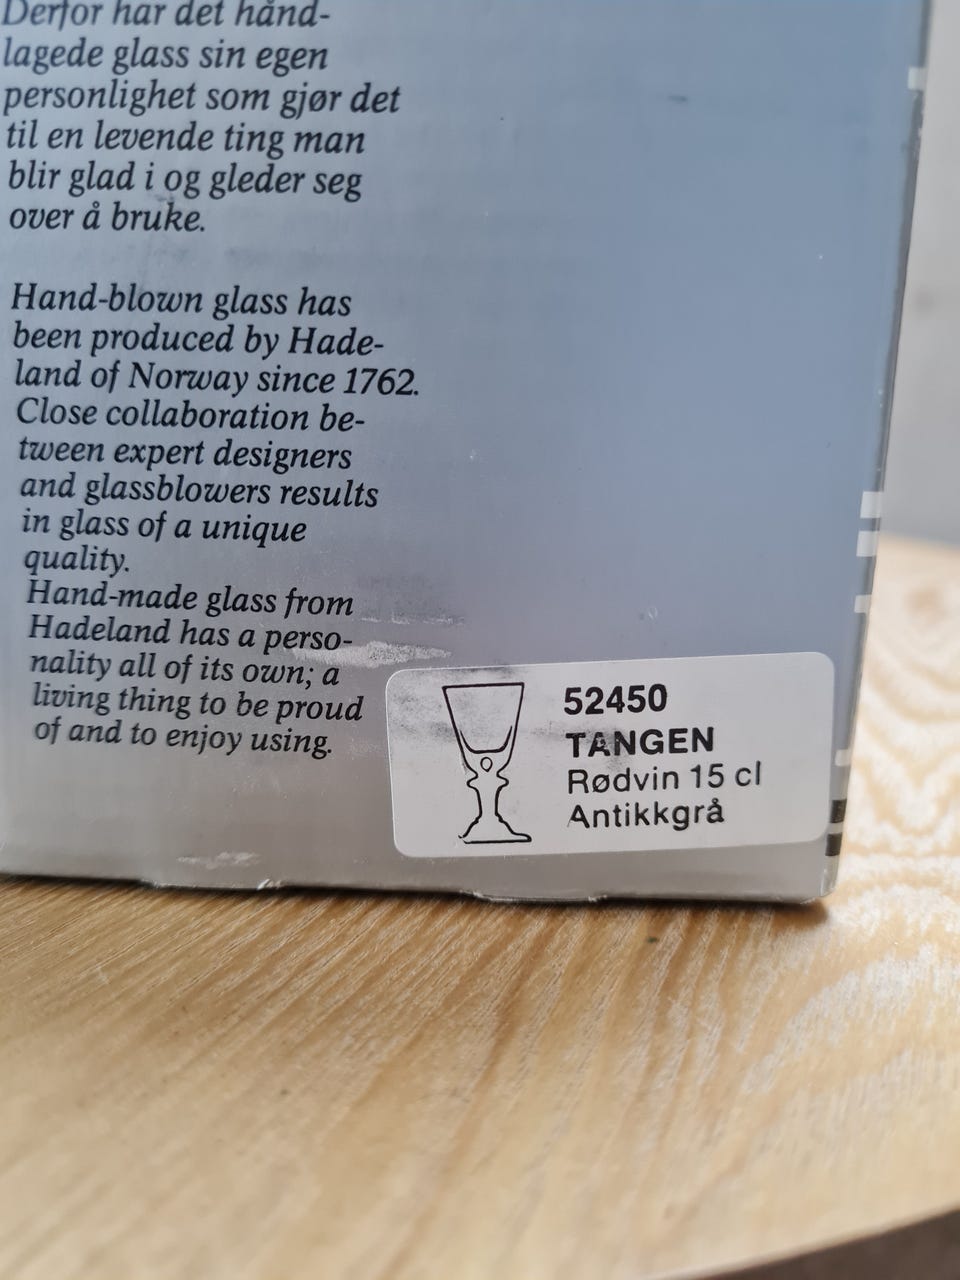 Derfor har det hånd-
lagede glass sin egen
personlighet som gjør det
til en levende ting man
blir glad i og gleder seg
over å bruke.
Hand-blown glass has
been produced by Hade-
land of Norway since 1762.
Close collaboration be-
tween expert designers
and glassblowers results
in glass of a unique
quality.
Hand-made glass from
Hadeland has a perso-
nality all of its own; a
living thing to be proud
of and to enjoy using.
52450
TANGEN
Rødvin 15 cl
Antikkgrå